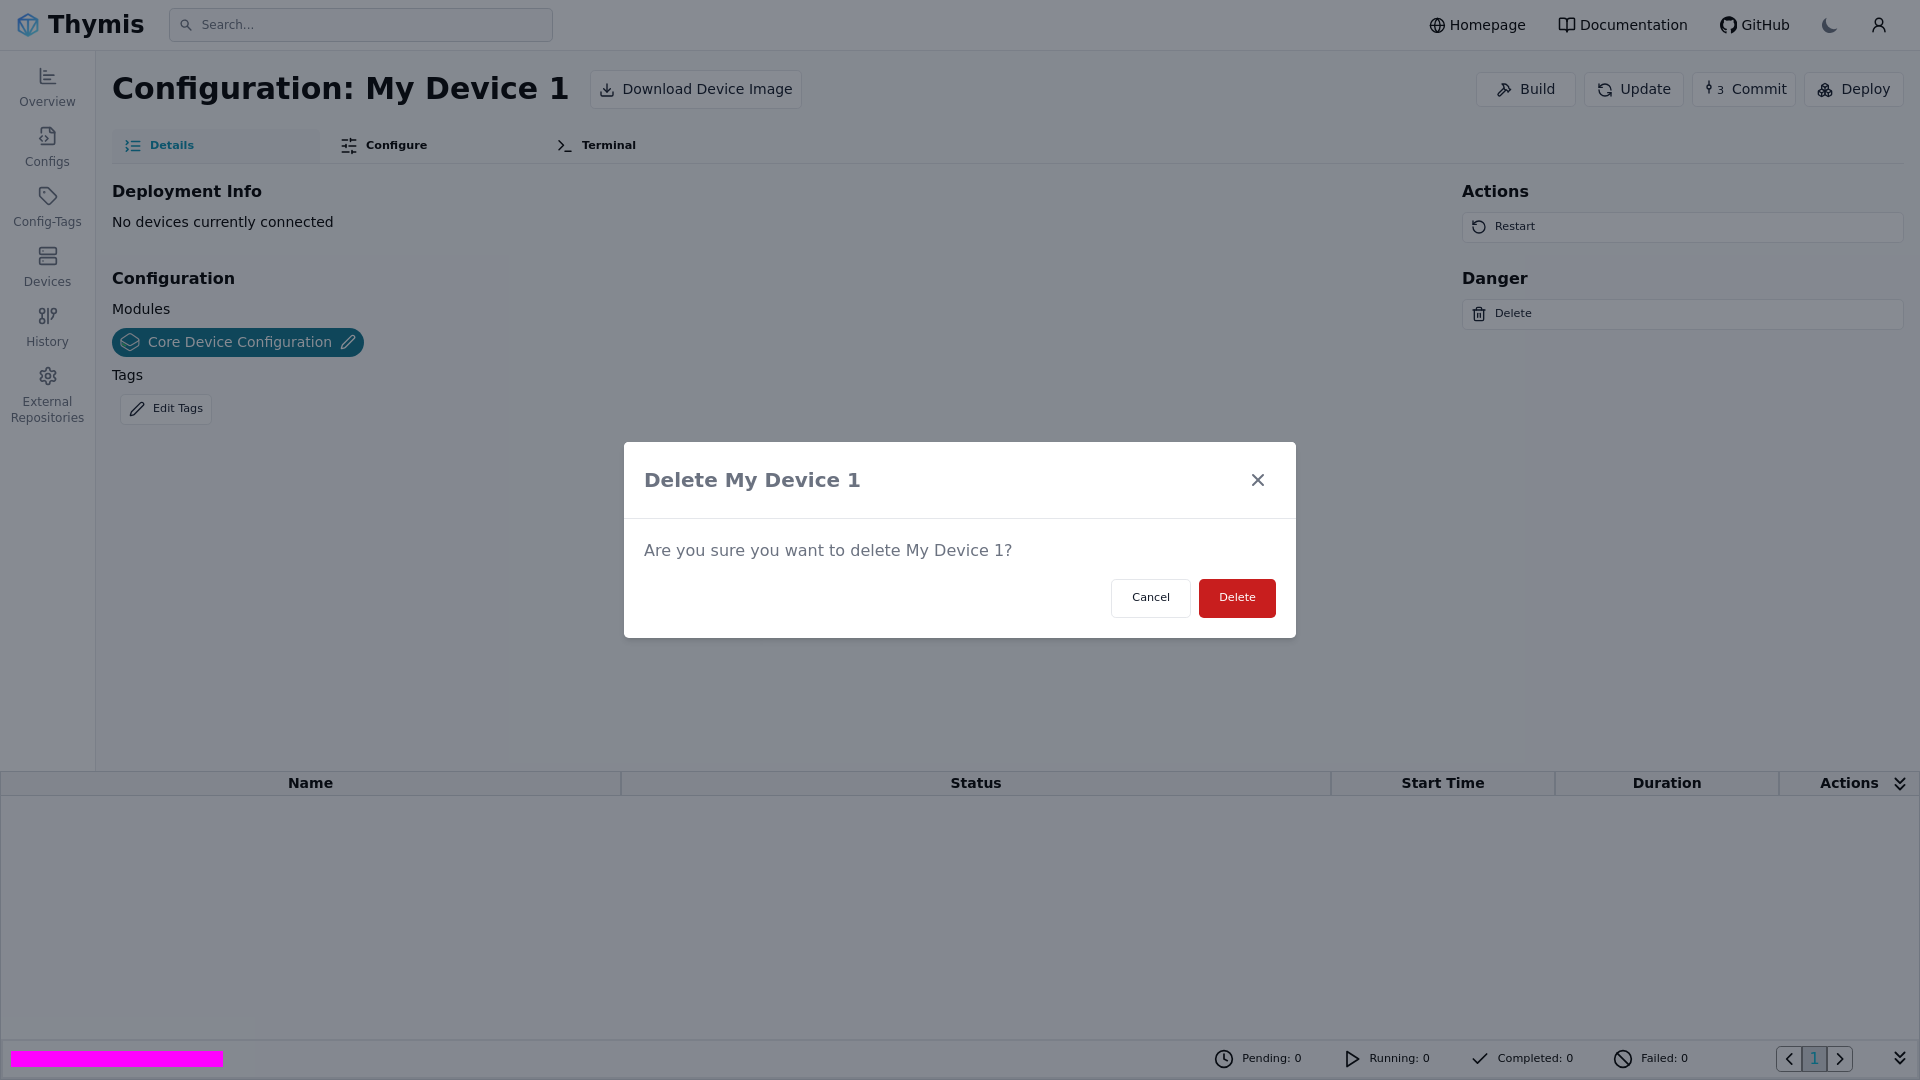 Thymis
Search...
Homepage
Documentation
GitHub
Overview
Configs
Config-Tags
Devices
History
External
Repositories
Configuration: My Device 1
Download Device Image
Build
Update
3 Commit
Deploy
Details
Configure
Terminal
Deployment Info
No devices currently connected
Configuration
Modules
Core Device Configuration
Tags
Edit Tags
Actions
Restart
Danger
Delete
Delete My Device 1
Are you sure you want to delete My Device 1?
Cancel
Delete
Name
Status
Start Time
Duration
Actions
Pending: 0
Running: 0
Completed: 0
Failed: 0
1